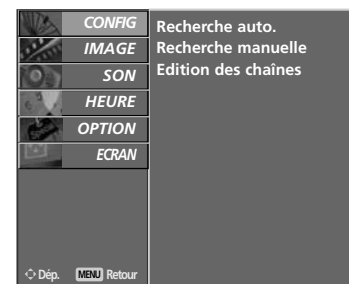 CONFIG
IMAGE
SON
HEURE
OPTION
ECRAN
Recherche auto.
Recherche manuelle
Edition des chaînes
Dép. MENU Retour